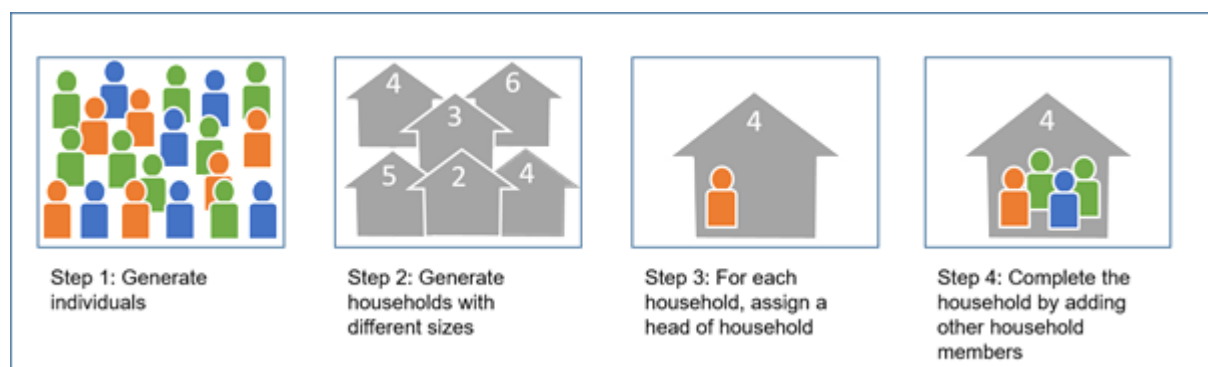 4
6
3
5
2
4
4
4
Step 1: Generate
individuals
Step 2: Generate
households with
different sizes
Step 3: For each
household, assign a
head of household
Step 4: Complete the
household by adding
other household
members